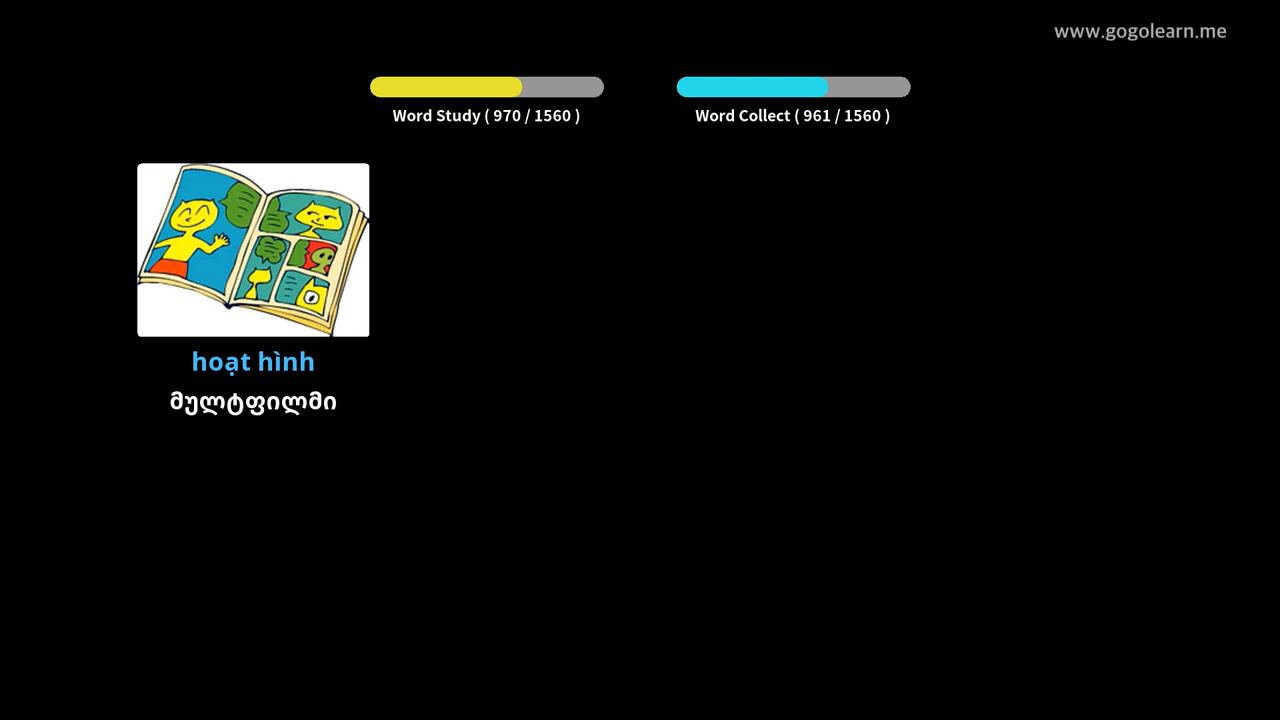 www.gogolearn.me
Word Study ( 970 / 1560 )
Word Collect ( 961 / 1560 )
hoạt hình
მულტფილმი